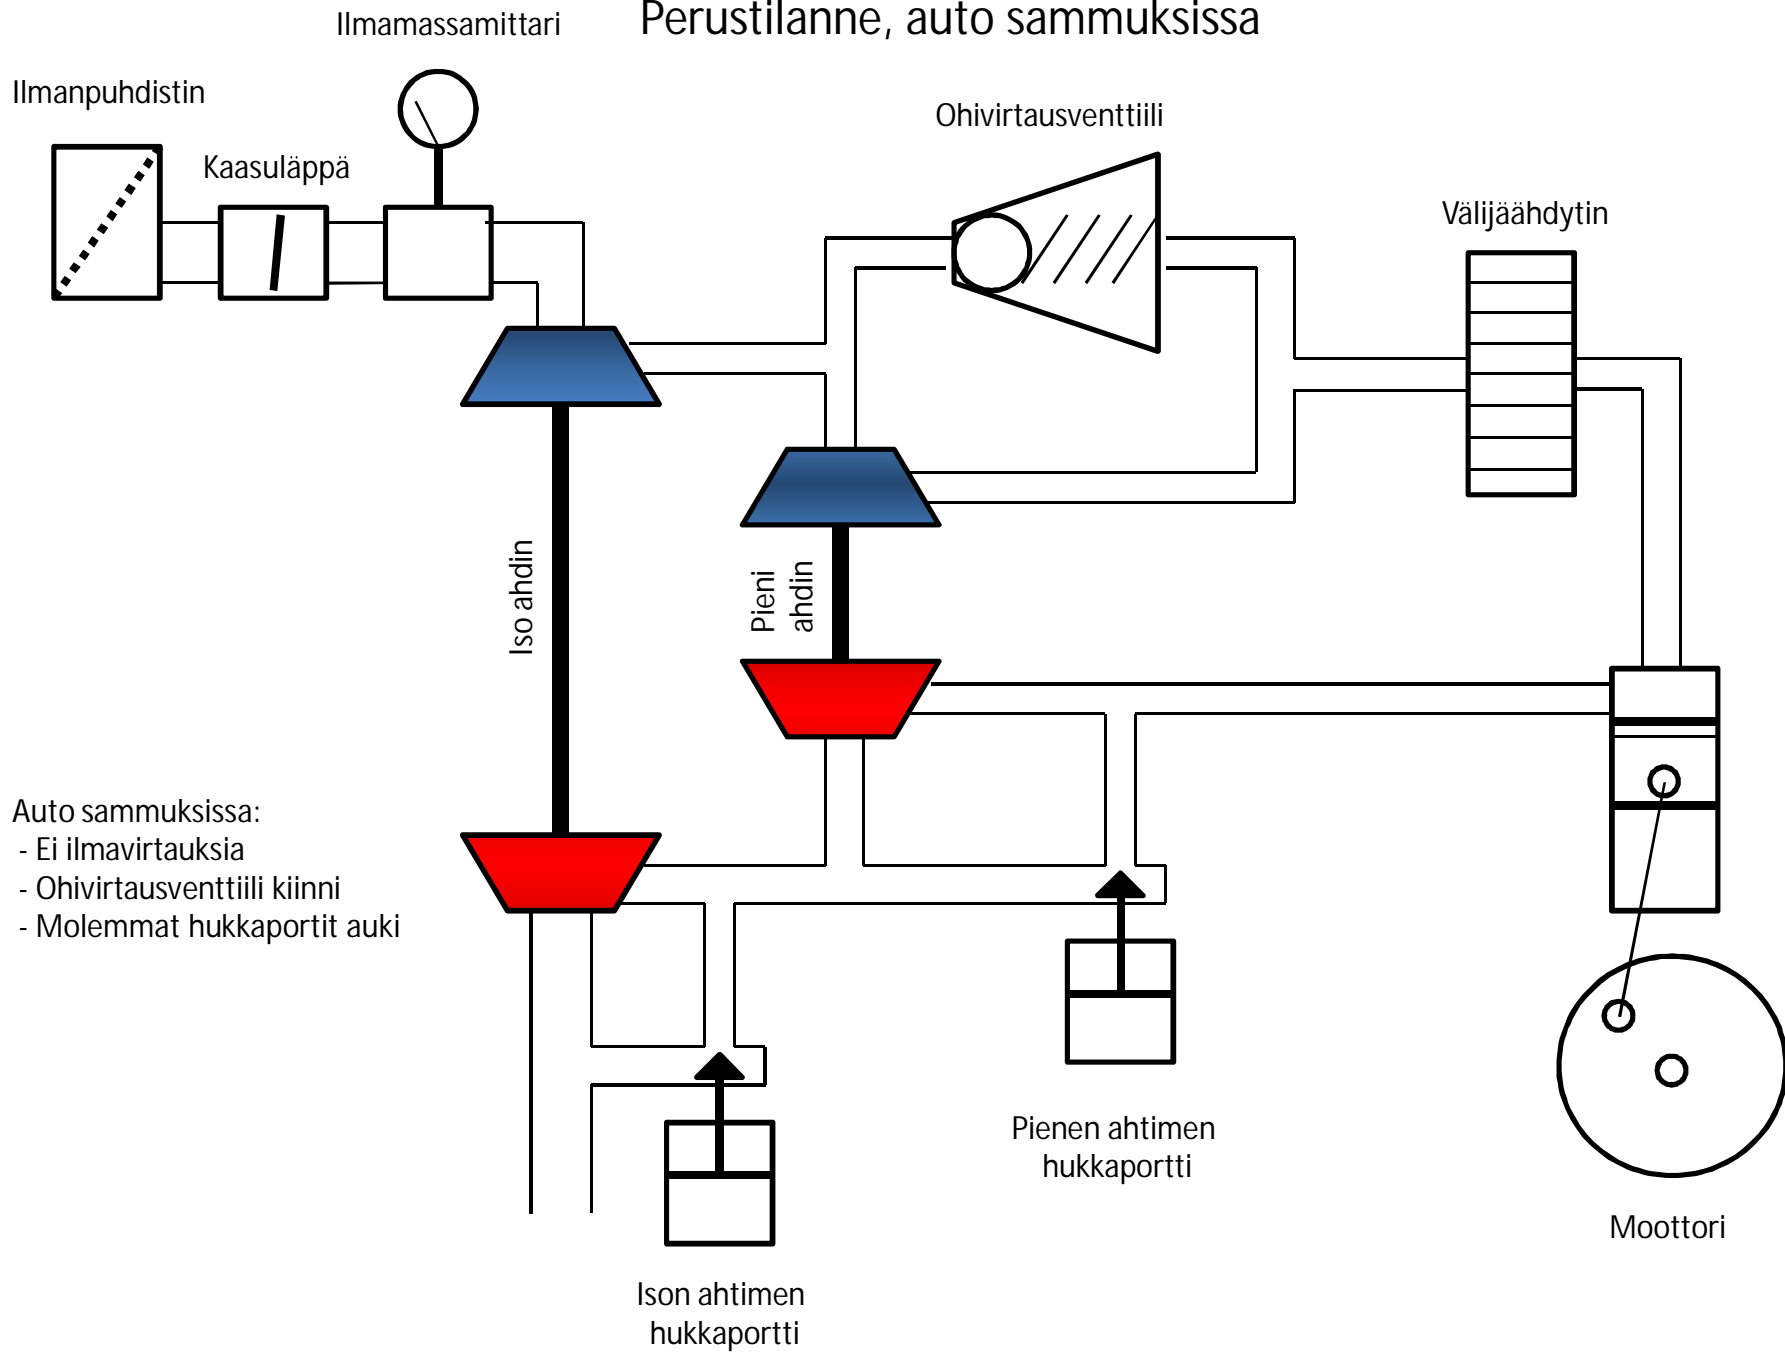 Perustilanne, auto sammuksissa
Ilmamassamittari
Ilmanpuhdistin
Kaasuläppä
Ohivirtausventtiili
Välijäähdytin
Iso ahdin
Pieni
ahdin
Auto sammuksissa:
- Ei ilmavirtauksia
- Ohivirtausventtiili kiinni
- Molemmat hukkaportit auki
Pienen ahtimen
hukkaportti
Moottori
Ison ahtimen
hukkaportti